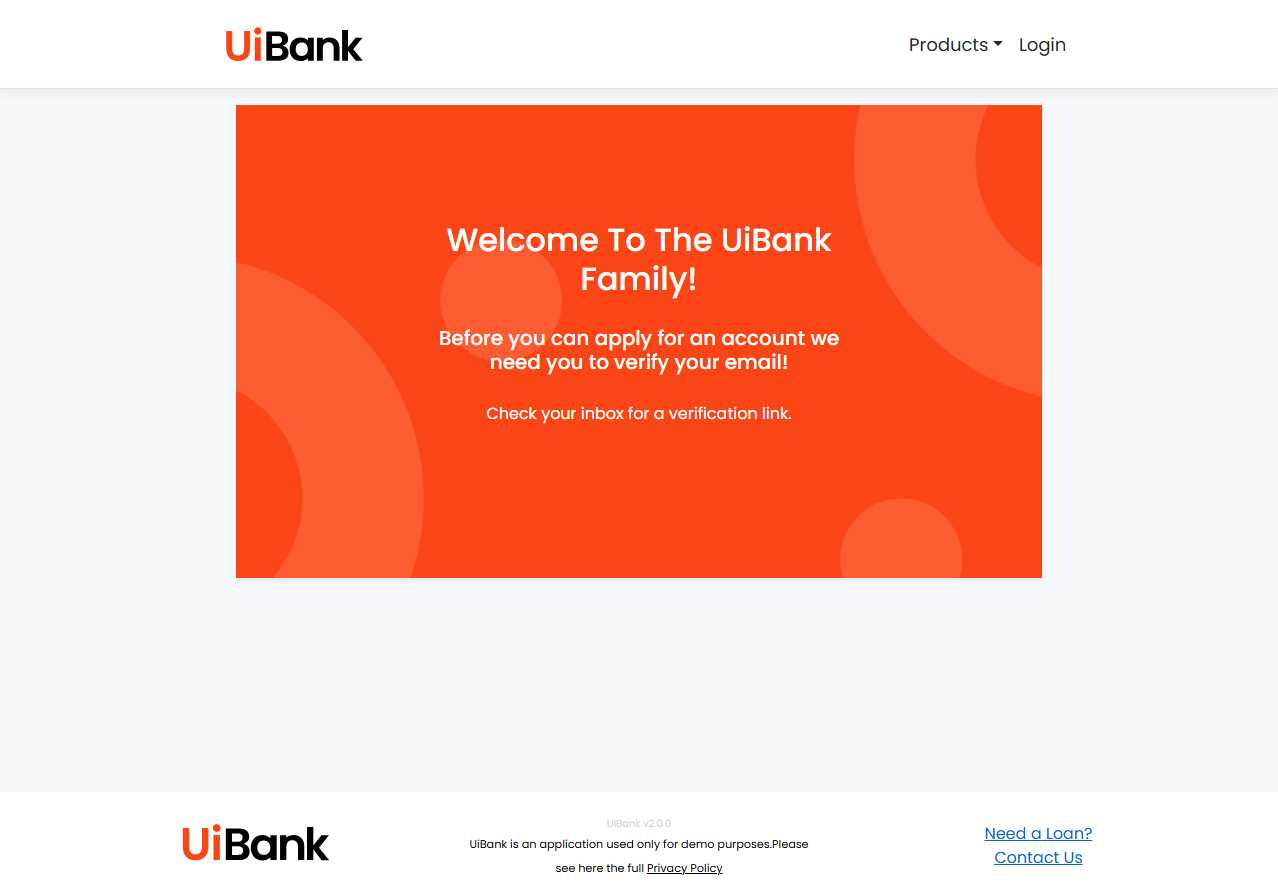 UiBank
Products
Login
Welcome To The UiBank
Family!
Before you can apply for an account we
need you to verify your email!
Check your inbox for a verification link.
UiBank
UiBank v2.0.0
UiBank is an application used only for demo purposes.Please
see here the full Privacy Policy
Need a Loan?
Contact Us